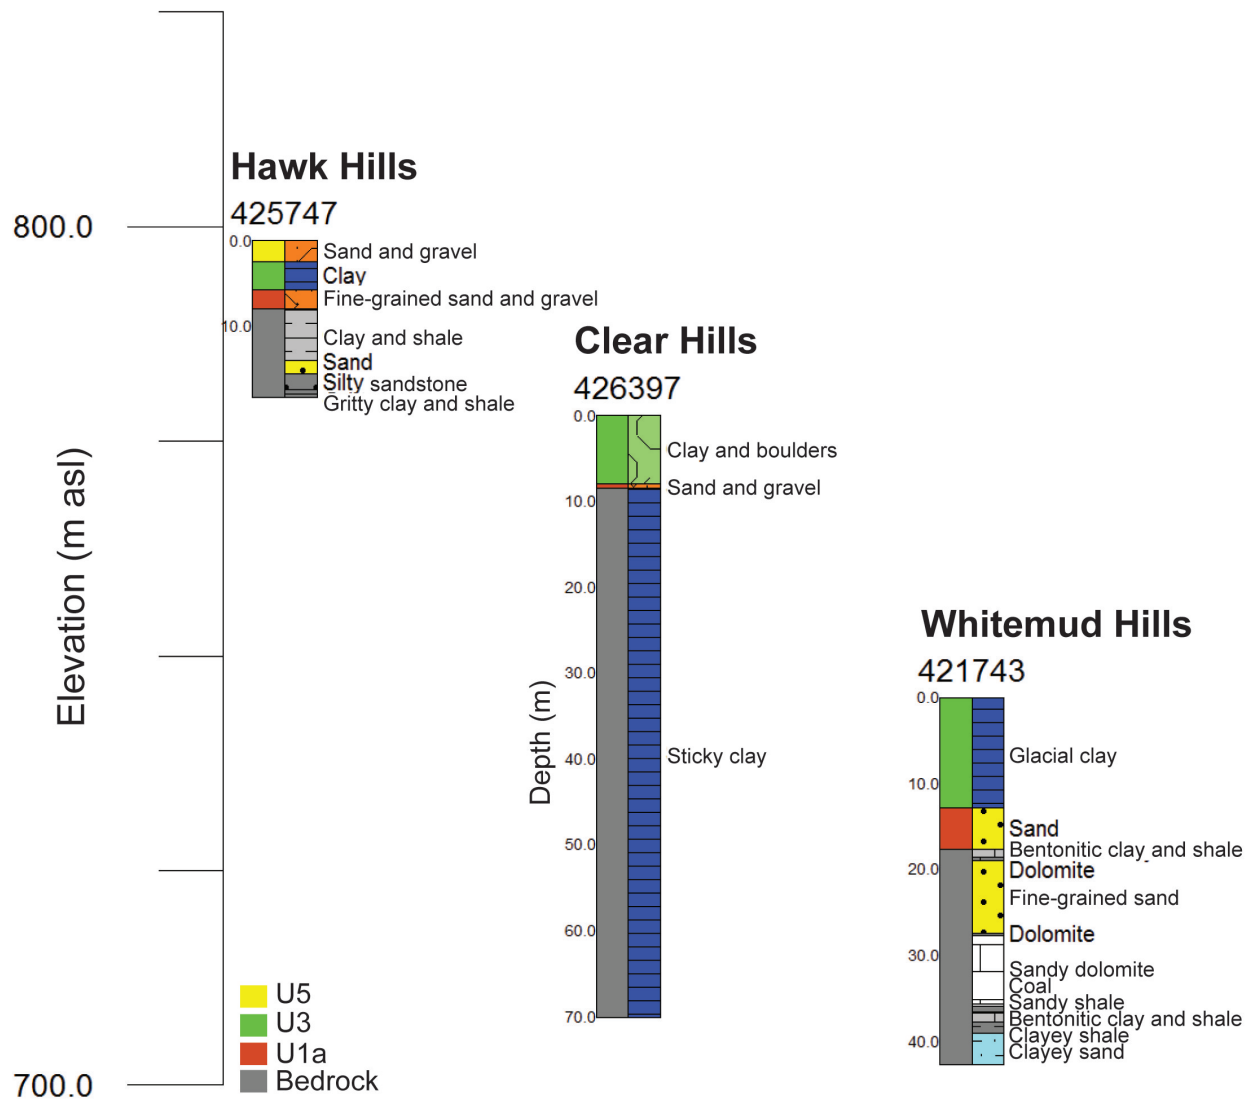 Hawk Hills
425747
800.0
0.0
Sand and gravel
Clay
Fine-grained sand and gravel
10.0
Clay and shale
Sand
Silty sandstone
Gritty clay and shale
Clear Hills
426397
0.0
Clay and boulders
Sand and gravel
10.0
20.0
30.0
40.0
Sticky clay
50.0
60.0
70.0
Depth (m)
Elevation (m asl)
Whitemud Hills
421743
0.0
Glacial clay
10.0
Sand
Bentonitic clay and shale
20.0
Dolomite
Fine-grained sand
Dolomite
30.0
Sandy dolomite
Coal
Sandy shale
Bentonitic clay and shale
Clayey shale
40.0
Clayey sand
U5
U3
U1a
Bedrock
700.0